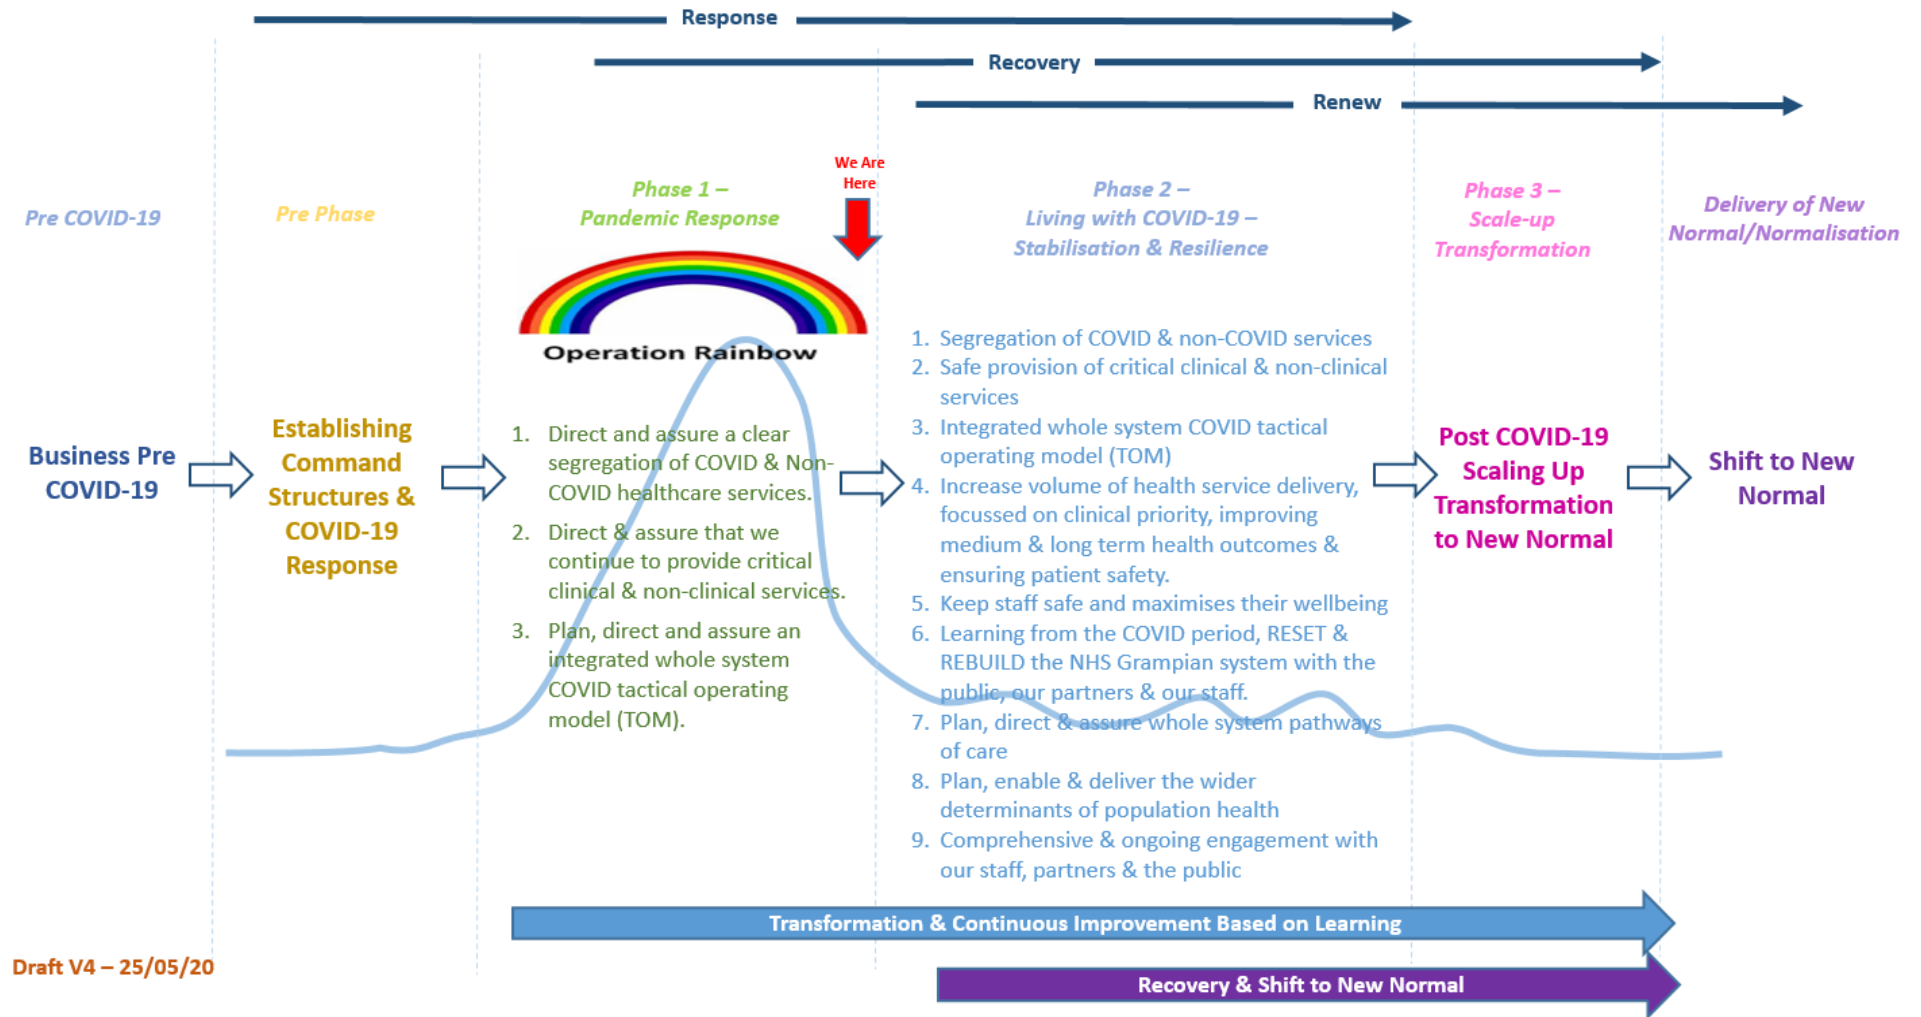 Response
Recovery
Renew
We Are
Here
Pre COVID-19
Pre Phase
Phase 1 –
Pandemic Response
Phase 2 –
Living with COVID-19 –
Stabilisation & Resilience
Phase 3 –
Scale-up
Transformation
Delivery of New
Normal/Normalisation
Operation Rainbow
Business Pre
COVID-19
Establishing
Command
Structures &
COVID-19
Response
1. Direct and assure a clear
segregation of COVID & Non-
COVID healthcare services.
2. Direct & assure that we
continue to provide critical
clinical & non-clinical services.
3. Plan, direct and assure an
integrated whole system
COVID tactical operating
model (TOM).
1. Segregation of COVID & non-COVID services
2. Safe provision of critical clinical & non-clinical
services
3. Integrated whole system COVID tactical
operating model (TOM)
4. Increase volume of health service delivery,
focussed on clinical priority, improving
medium & long term health outcomes &
ensuring patient safety.
5. Keep staff safe and maximises their wellbeing
6. Learning from the COVID period, RESET &
REBUILD the NHS Grampian system with the
public, our partners & our staff.
7. Plan, direct & assure whole system pathways
of care
8. Plan, enable & deliver the wider
determinants of population health
9. Comprehensive & ongoing engagement with
our staff, partners & the public
Post COVID-19
Scaling Up
Transformation
to New Normal
Shift to New
Normal
Transformation & Continuous Improvement Based on Learning
Draft V4 – 25/05/20
Recovery & Shift to New Normal